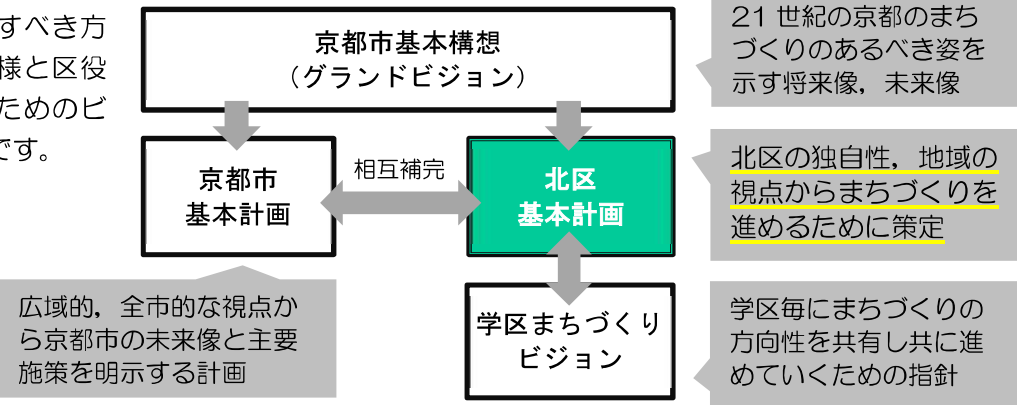 すべき方
様と区役
ためのビ
です。
京都市基本構想
（グランドビジョン）
21 世紀の京都のまち
づくりのあるべき姿を
示す将来像，未来像
京都市
基本計画
相互補完
北区
基本計画
北区の独自性，地域の
視点からまちづくりを
進めるために策定
広域的，全市的な視点か
ら京都市の未来像と主要
施策を明示する計画
学区まちづくり
ビジョン
学区毎にまちづくりの
方向性を共有し共に進
めていくための指針